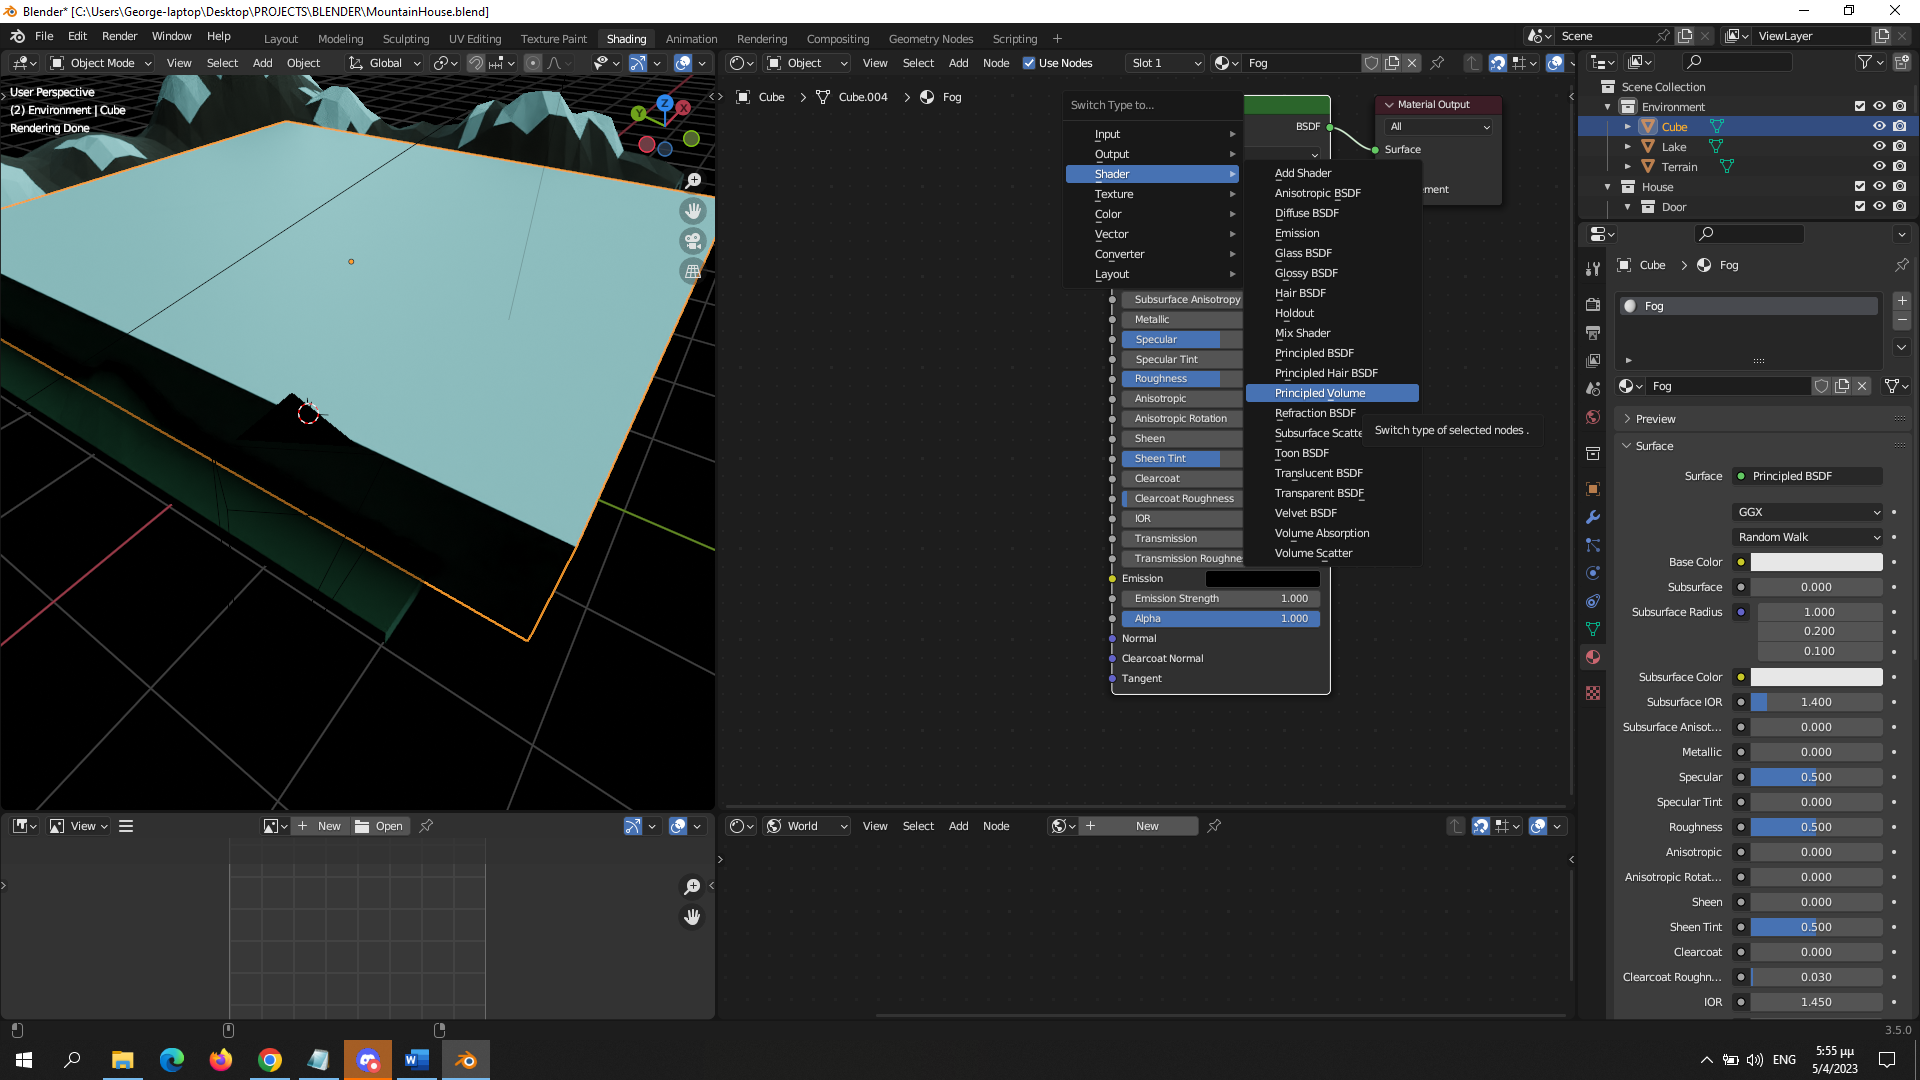 Blender* [C:\Users\George-laptop\Desktop\PROJECTS\BLENDER\MountainHouse.blend]
File Edit Render Window Help Layout Modeling Sculpting UV Editing Texture Paint Shading Animation Rendering Compositing Geometry Nodes Scripting + Scene ViewLayer
Object Mode View Select Add Object Global
Object View Select Add Node Use Nodes Slot 1 Fog
User Perspective
(2) Environment | Cube
Rendering Done
Z
Y
X
Cube > Cube.004 > Fog
Switch Type to...
Input
Output
Shader
Texture
Color
Vector
Converter
Layout
BSDF
Material Output
All
Surface
Add Shader
Anisotropic BSDF
Diffuse BSDF
Emission
Glass BSDF
Glossy BSDF
Hair BSDF
Holdout
Mix Shader
Principled BSDF
Principled Hair BSDF
Principled Volume
Refraction BSDF
Subsurface Scatte
Toon BSDF
Translucent BSDF
Transparent BSDF
Velvet BSDF
Volume Absorption
Volume Scatter
Switch type of selected nodes .
ement
Subsurface Anisotropy
Metallic
Specular
Specular Tint
Roughness
Anisotropic
Anisotropic Rotation
Sheen
Sheen Tint
Clearcoat
Clearcoat Roughness
IOR
Transmission
Transmission Roughne
Emission
Emission Strength 1.000
Alpha 1.000
Normal
Clearcoat Normal
Tangent
Scene Collection
Environment
Cube
Lake
Terrain
House
Door
Cube > Fog
Fog
Fog
Preview
Surface
Surface Principled BSDF
GGX
Random Walk
Base Color
Subsurface 0.000
Subsurface Radius 1.000
0.200
0.100
Subsurface Color
Subsurface IOR 1.400
Subsurface Anisot... 0.000
Metallic 0.000
Specular 0.500
Specular Tint 0.000
Roughness 0.500
Anisotropic 0.000
Anisotropic Rotat... 0.000
Sheen 0.000
Sheen Tint 0.500
Clearcoat 0.000
Clearcoat Roughn... 0.030
IOR 1.450
View + New Open
World View Select Add Node + New
3.5.0
ENG
5:55 μμ
5/4/2023